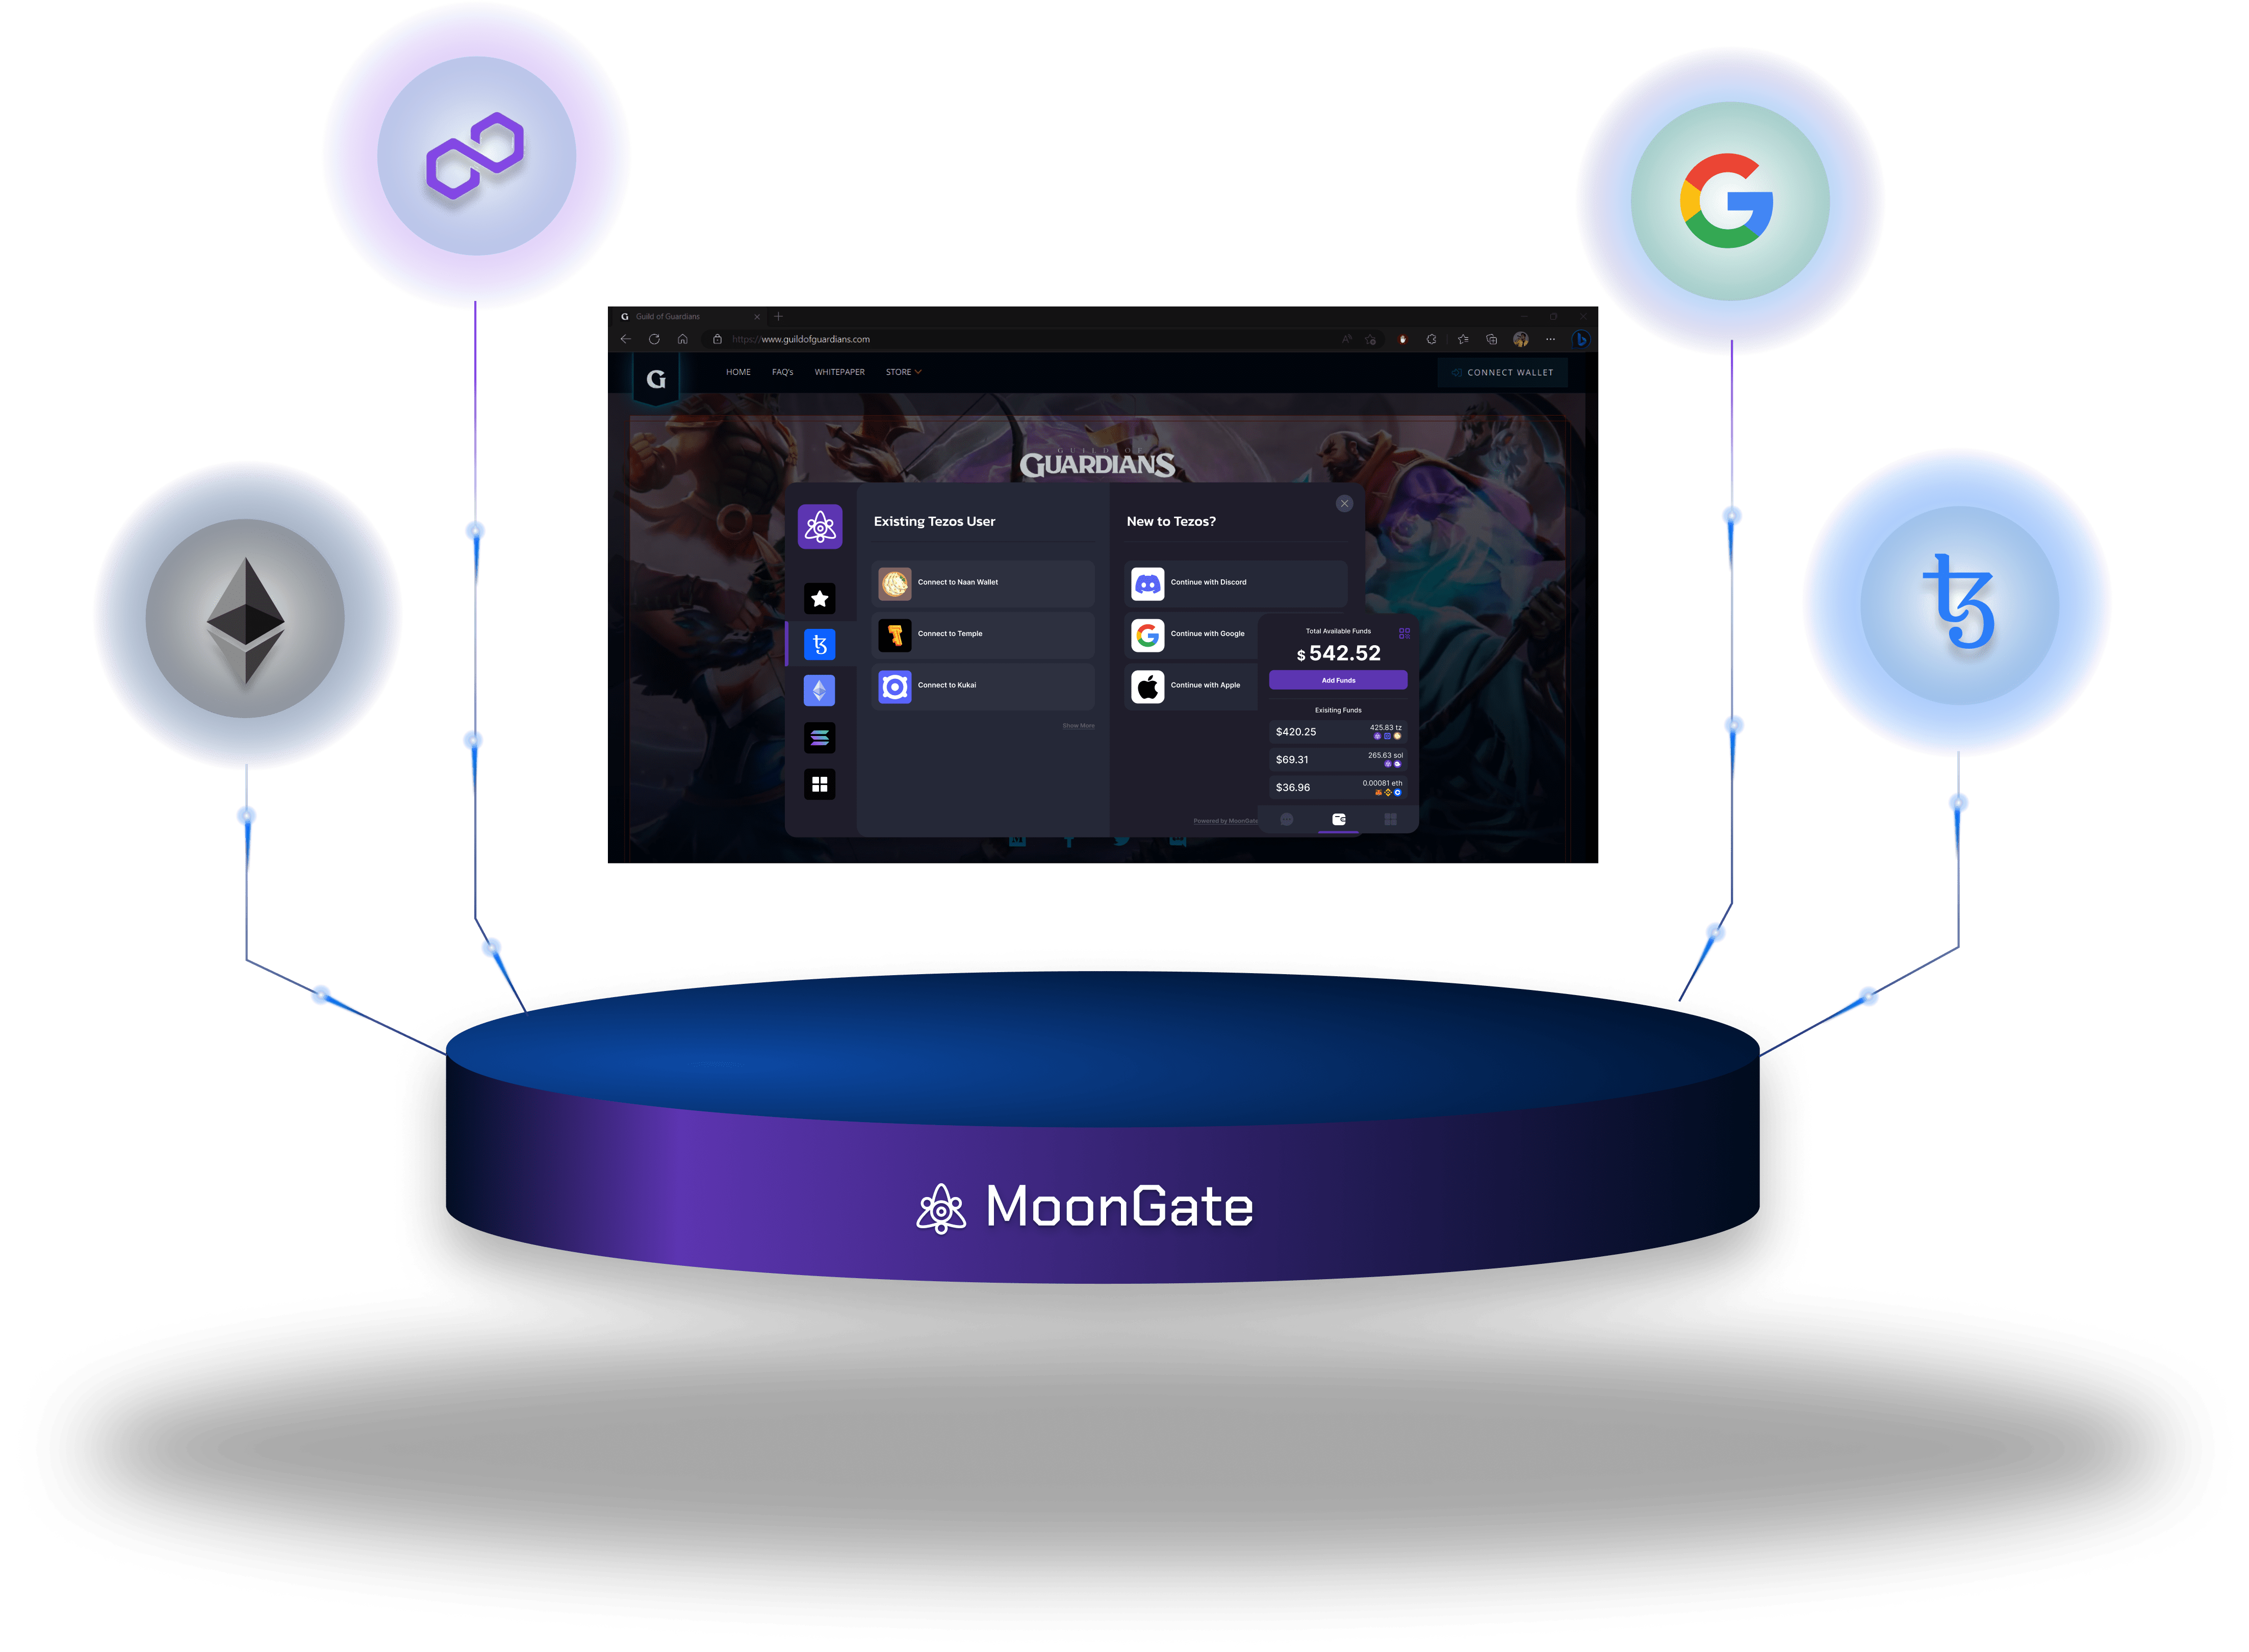 G Guild of Guardians
https://www.guildofguardians.com
G
HOME FAQ's WHITEPAPER STORE
CONNECT WALLET
GUILD OF
GUARDIANS
Existing Tezos User
Connect to Naan Wallet
Connect to Temple
Connect to Kukai
Show More
New to Tezos?
Continue with Discord
Continue with Google
Continue with Apple
Powered by MoonGate
Total Available Funds
$ 542.52
Add Funds
Exisiting Funds
$420.25 425.83 tz
$69.31 265.63 sol
$36.96 0.00081 eth
MoonGate